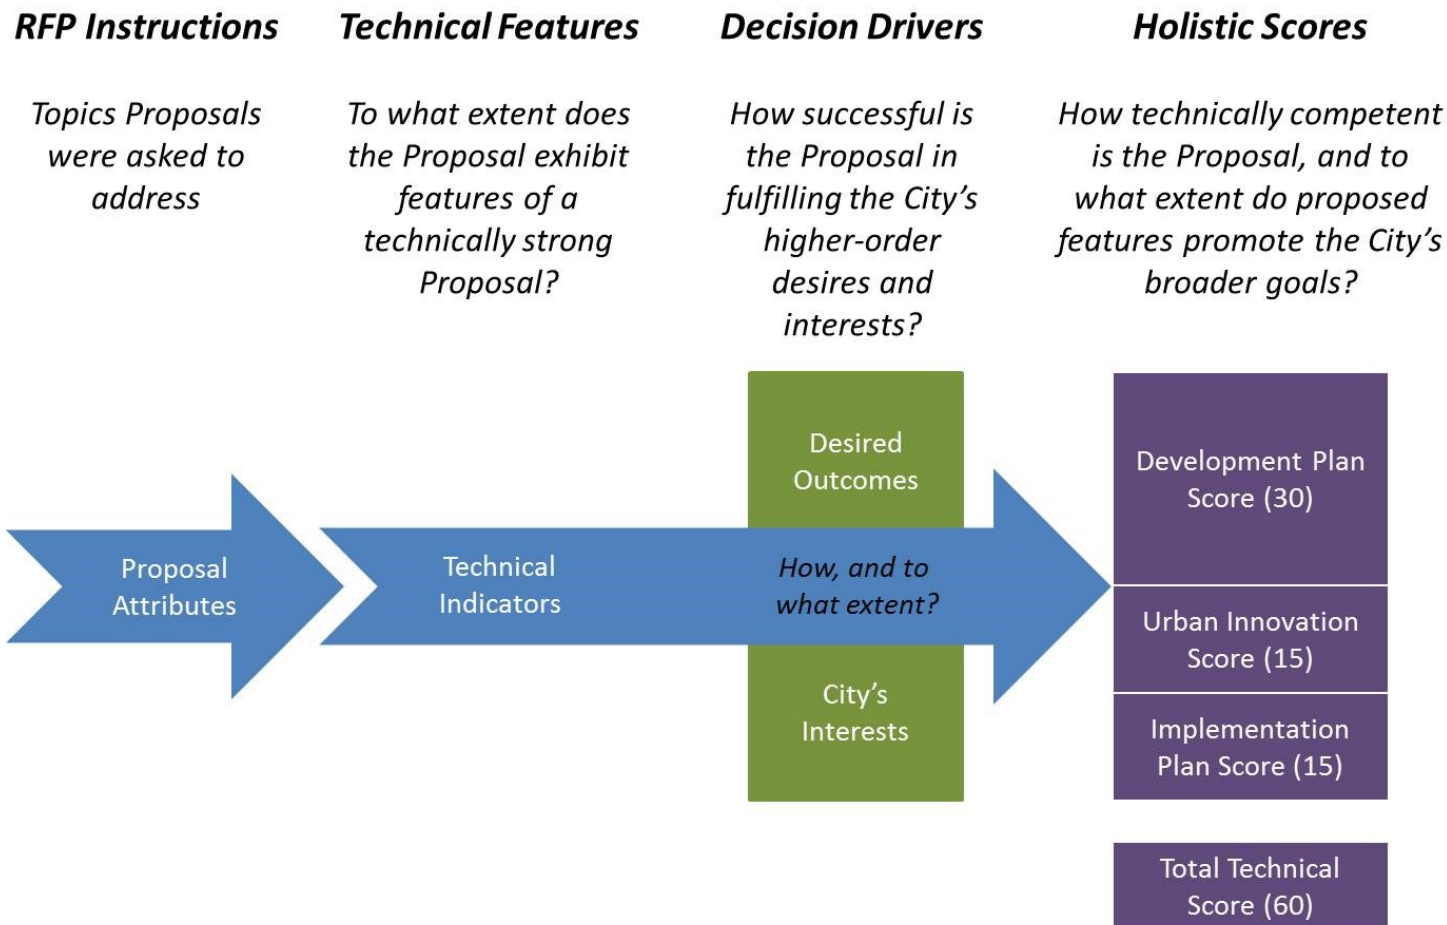 RFP Instructions
Topics Proposals
were asked to
address
Technical Features
To what extent does
the Proposal exhibit
features of a
technically strong
Proposal?
Decision Drivers
How successful is
the Proposal in
fulfilling the City's
higher-order
desires and
interests?
Holistic Scores
How technically competent
is the Proposal, and to
what extent do proposed
features promote the City's
broader goals?
Proposal
Attributes
Technical
Indicators
Desired
Outcomes
How, and to
what extent?
City's
Interests
Development Plan
Score (30)
Urban Innovation
Score (15)
Implementation
Plan Score (15)
Total Technical
Score (60)